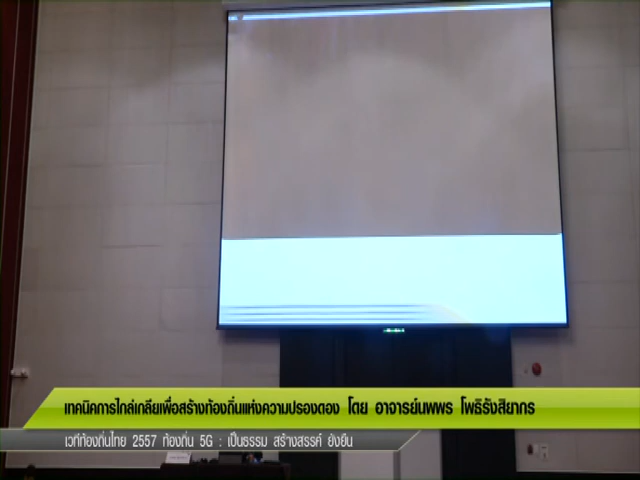 เทคนิคการไกล่เกลี่ยเพื่อสร้างท้องถิ่นแห่งความปรองดอง โดย อาจารย์นพพร โพธิรังสิยากร
เวทีท้องถิ่นไทย 2557 ท้องถิ่น 5G : เป็นธรรม สร้างสรรค์ ยั่งยืน